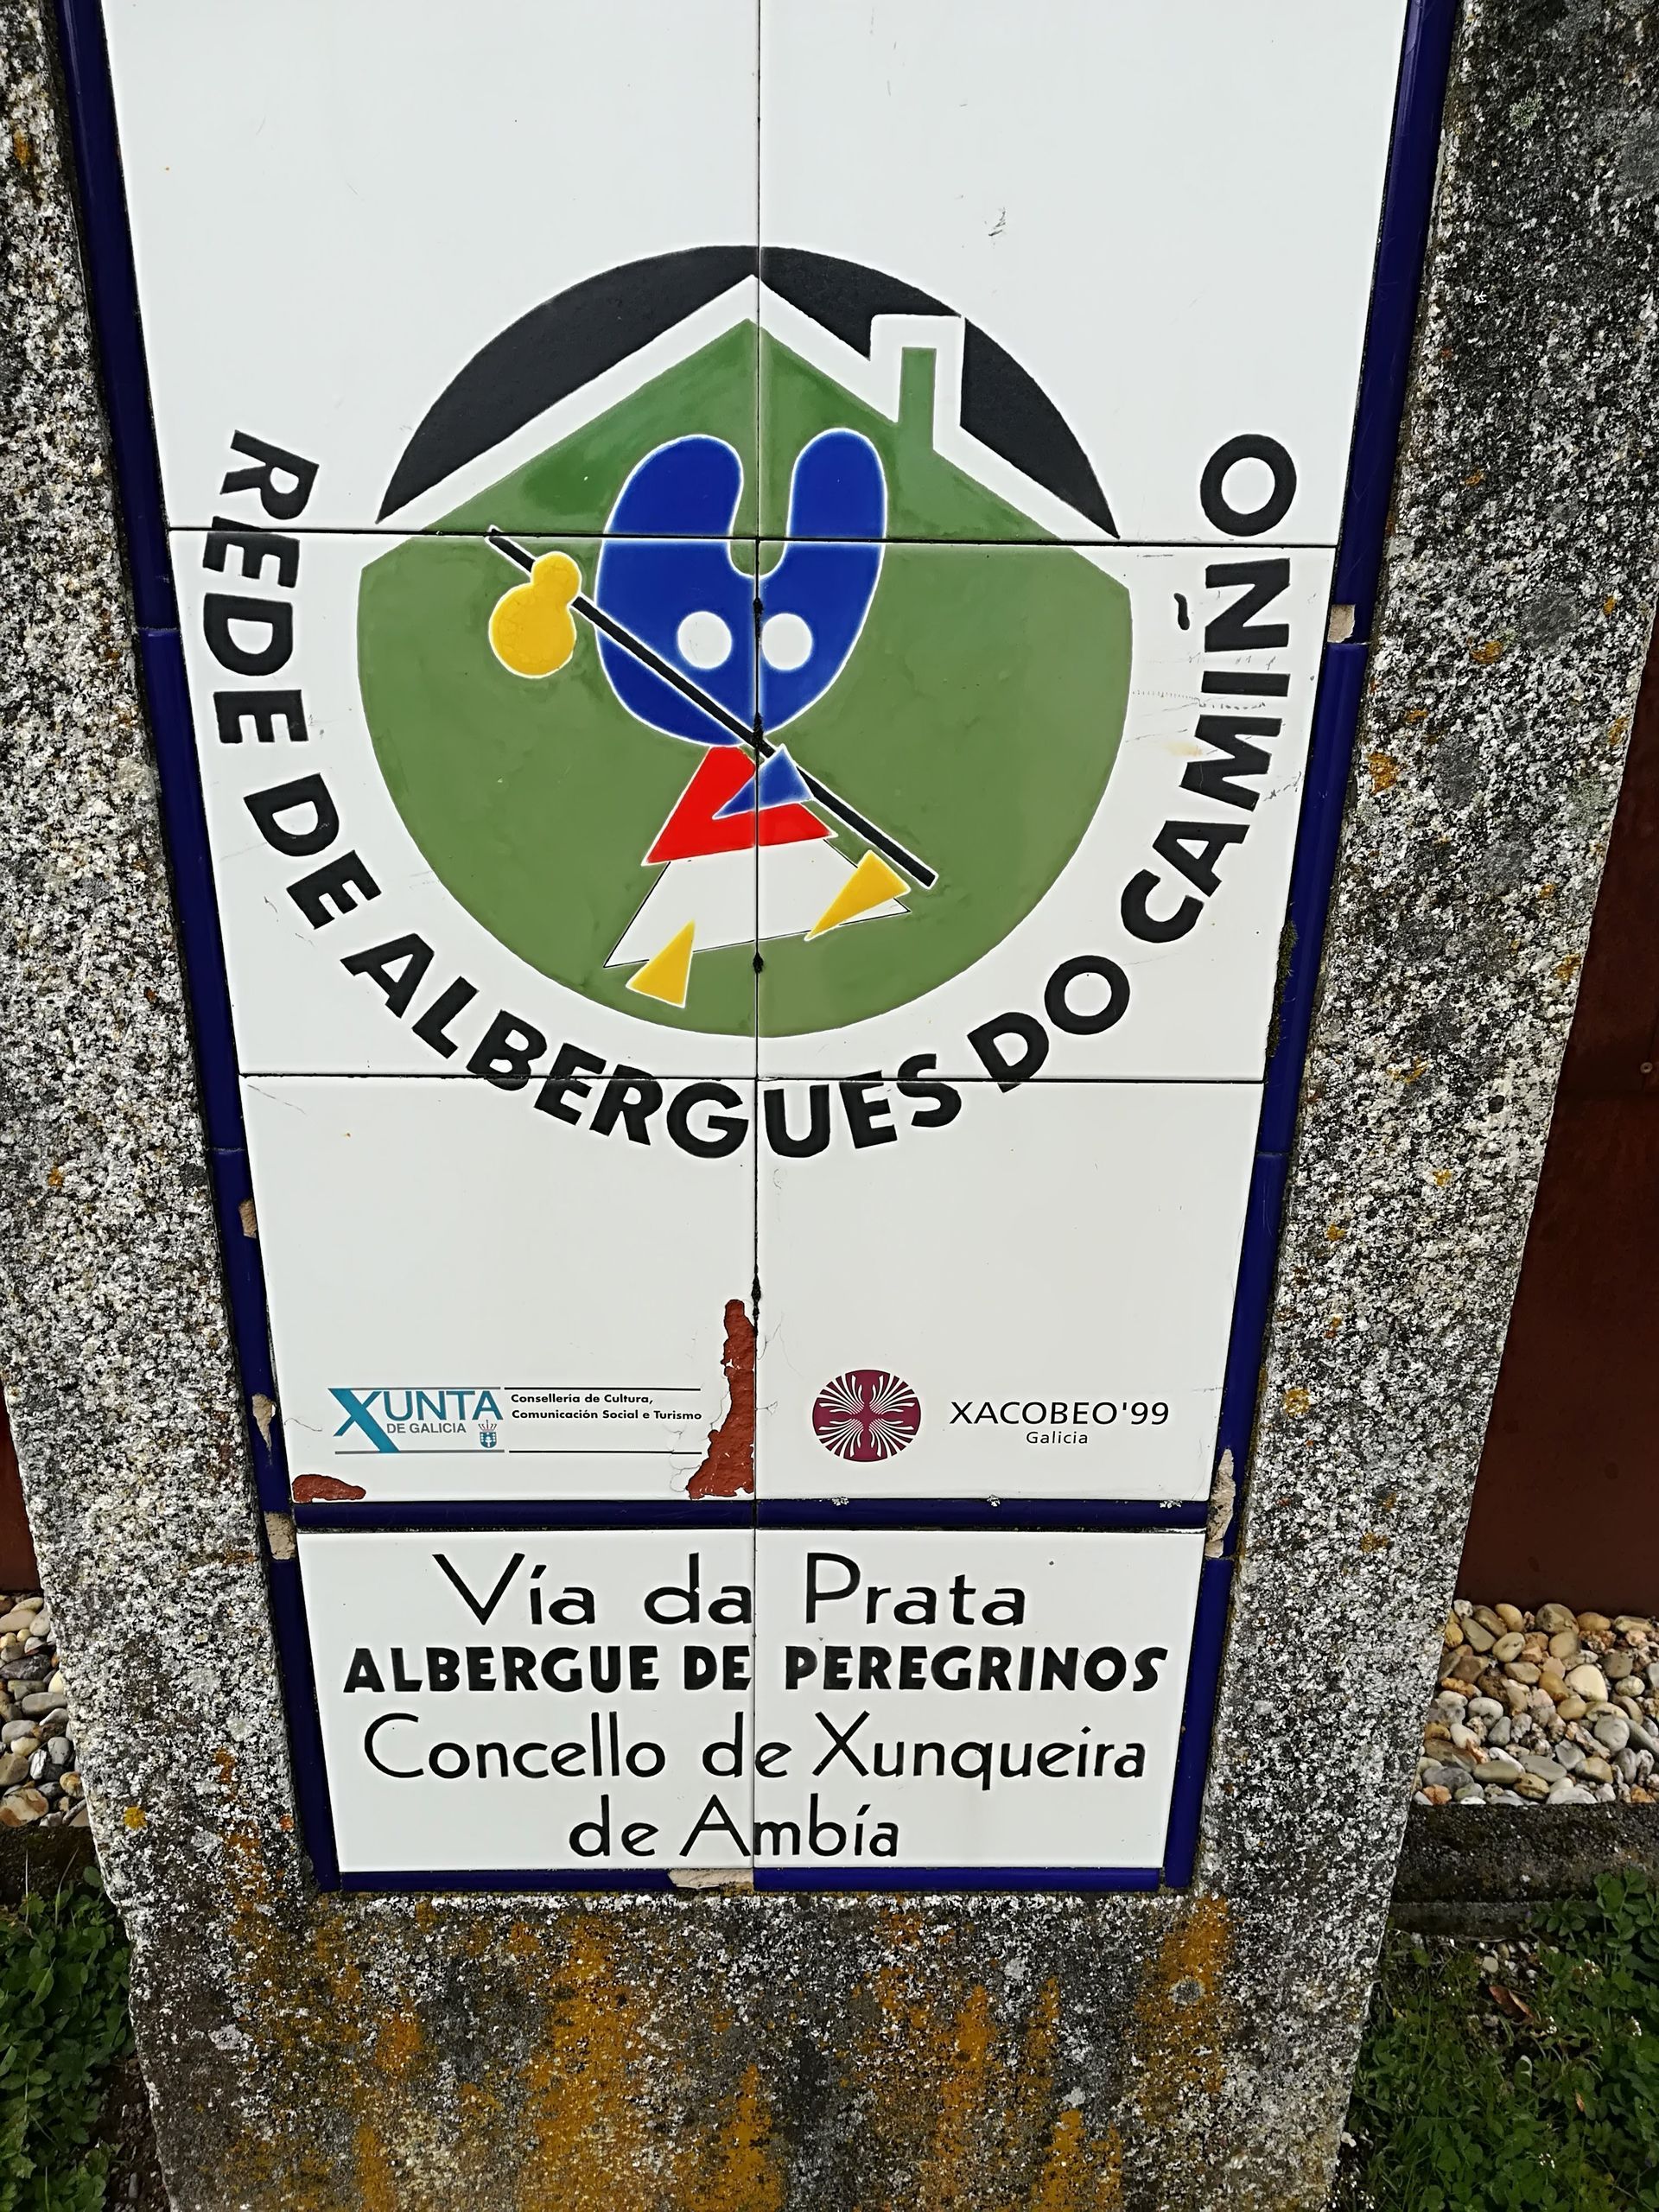 REDE DE ALBERGUES DO CAMIÑO
XUNTA
DE GALICIA
Consellería de Cultura,
Comunicación Social e Turismo
XACOBEO'99
Galicia
Vía da Prata
ALBERGUE DE PEREGRINOS
Concello de Xunqueira
de Ambía